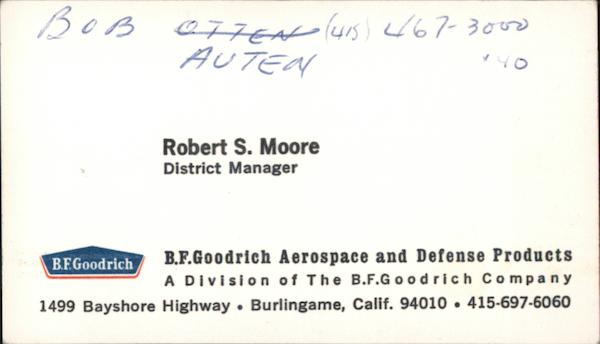 BOB OTTEN (415) 467-3000
AUTEN '40
Robert S. Moore
District Manager
B.F.Goodrich
B.F.Goodrich Aerospace and Defense Products
A Division of The B.F.Goodrich Company
1499 Bayshore Highway • Burlingame, Calif. 94010 • 415-697-6060